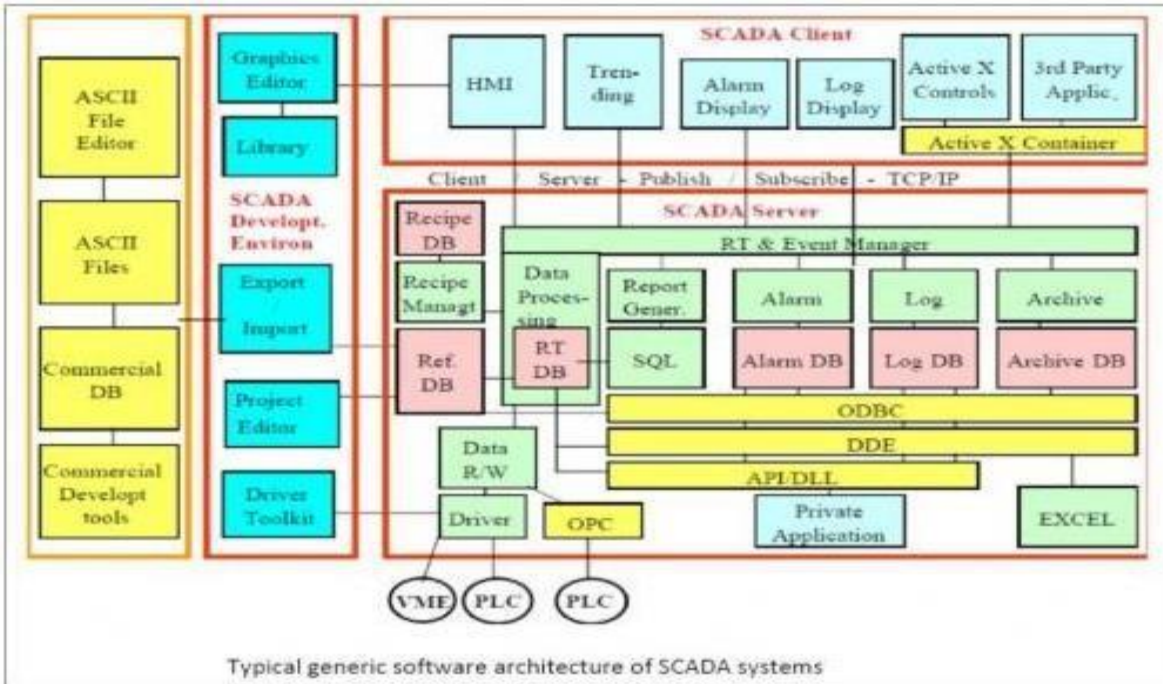 ASCII
File
Editor
ASCII
Files
Commercial
DB
Commercial
Developt
tools
Graphics
Editor
Library
SCADA
Developt.
Environ
Export
Import
Project
Editor
Driver
Toolkit
SCADA Client
HMI
Tren-
ding
Alarm
Display
Log
Display
Active X
Controls
3rd Party
Applic.
Active X Container
Client / Server - Publish / Subscribe - TCP/IP
SCADA Server
Recipe
DB
RT & Event Manager
Recipe
Managt
Data
Proces-
sing
Report
Gener.
Alarm
Log
Archive
Ref.
DB
RT
DB
SQL
Alarm DB
Log DB
Archive DB
ODBC
Data
R/W
DDE
API/DLL
Driver
OPC
Private
Application
EXCEL
VME
PLC
PLC
Typical generic software architecture of SCADA systems